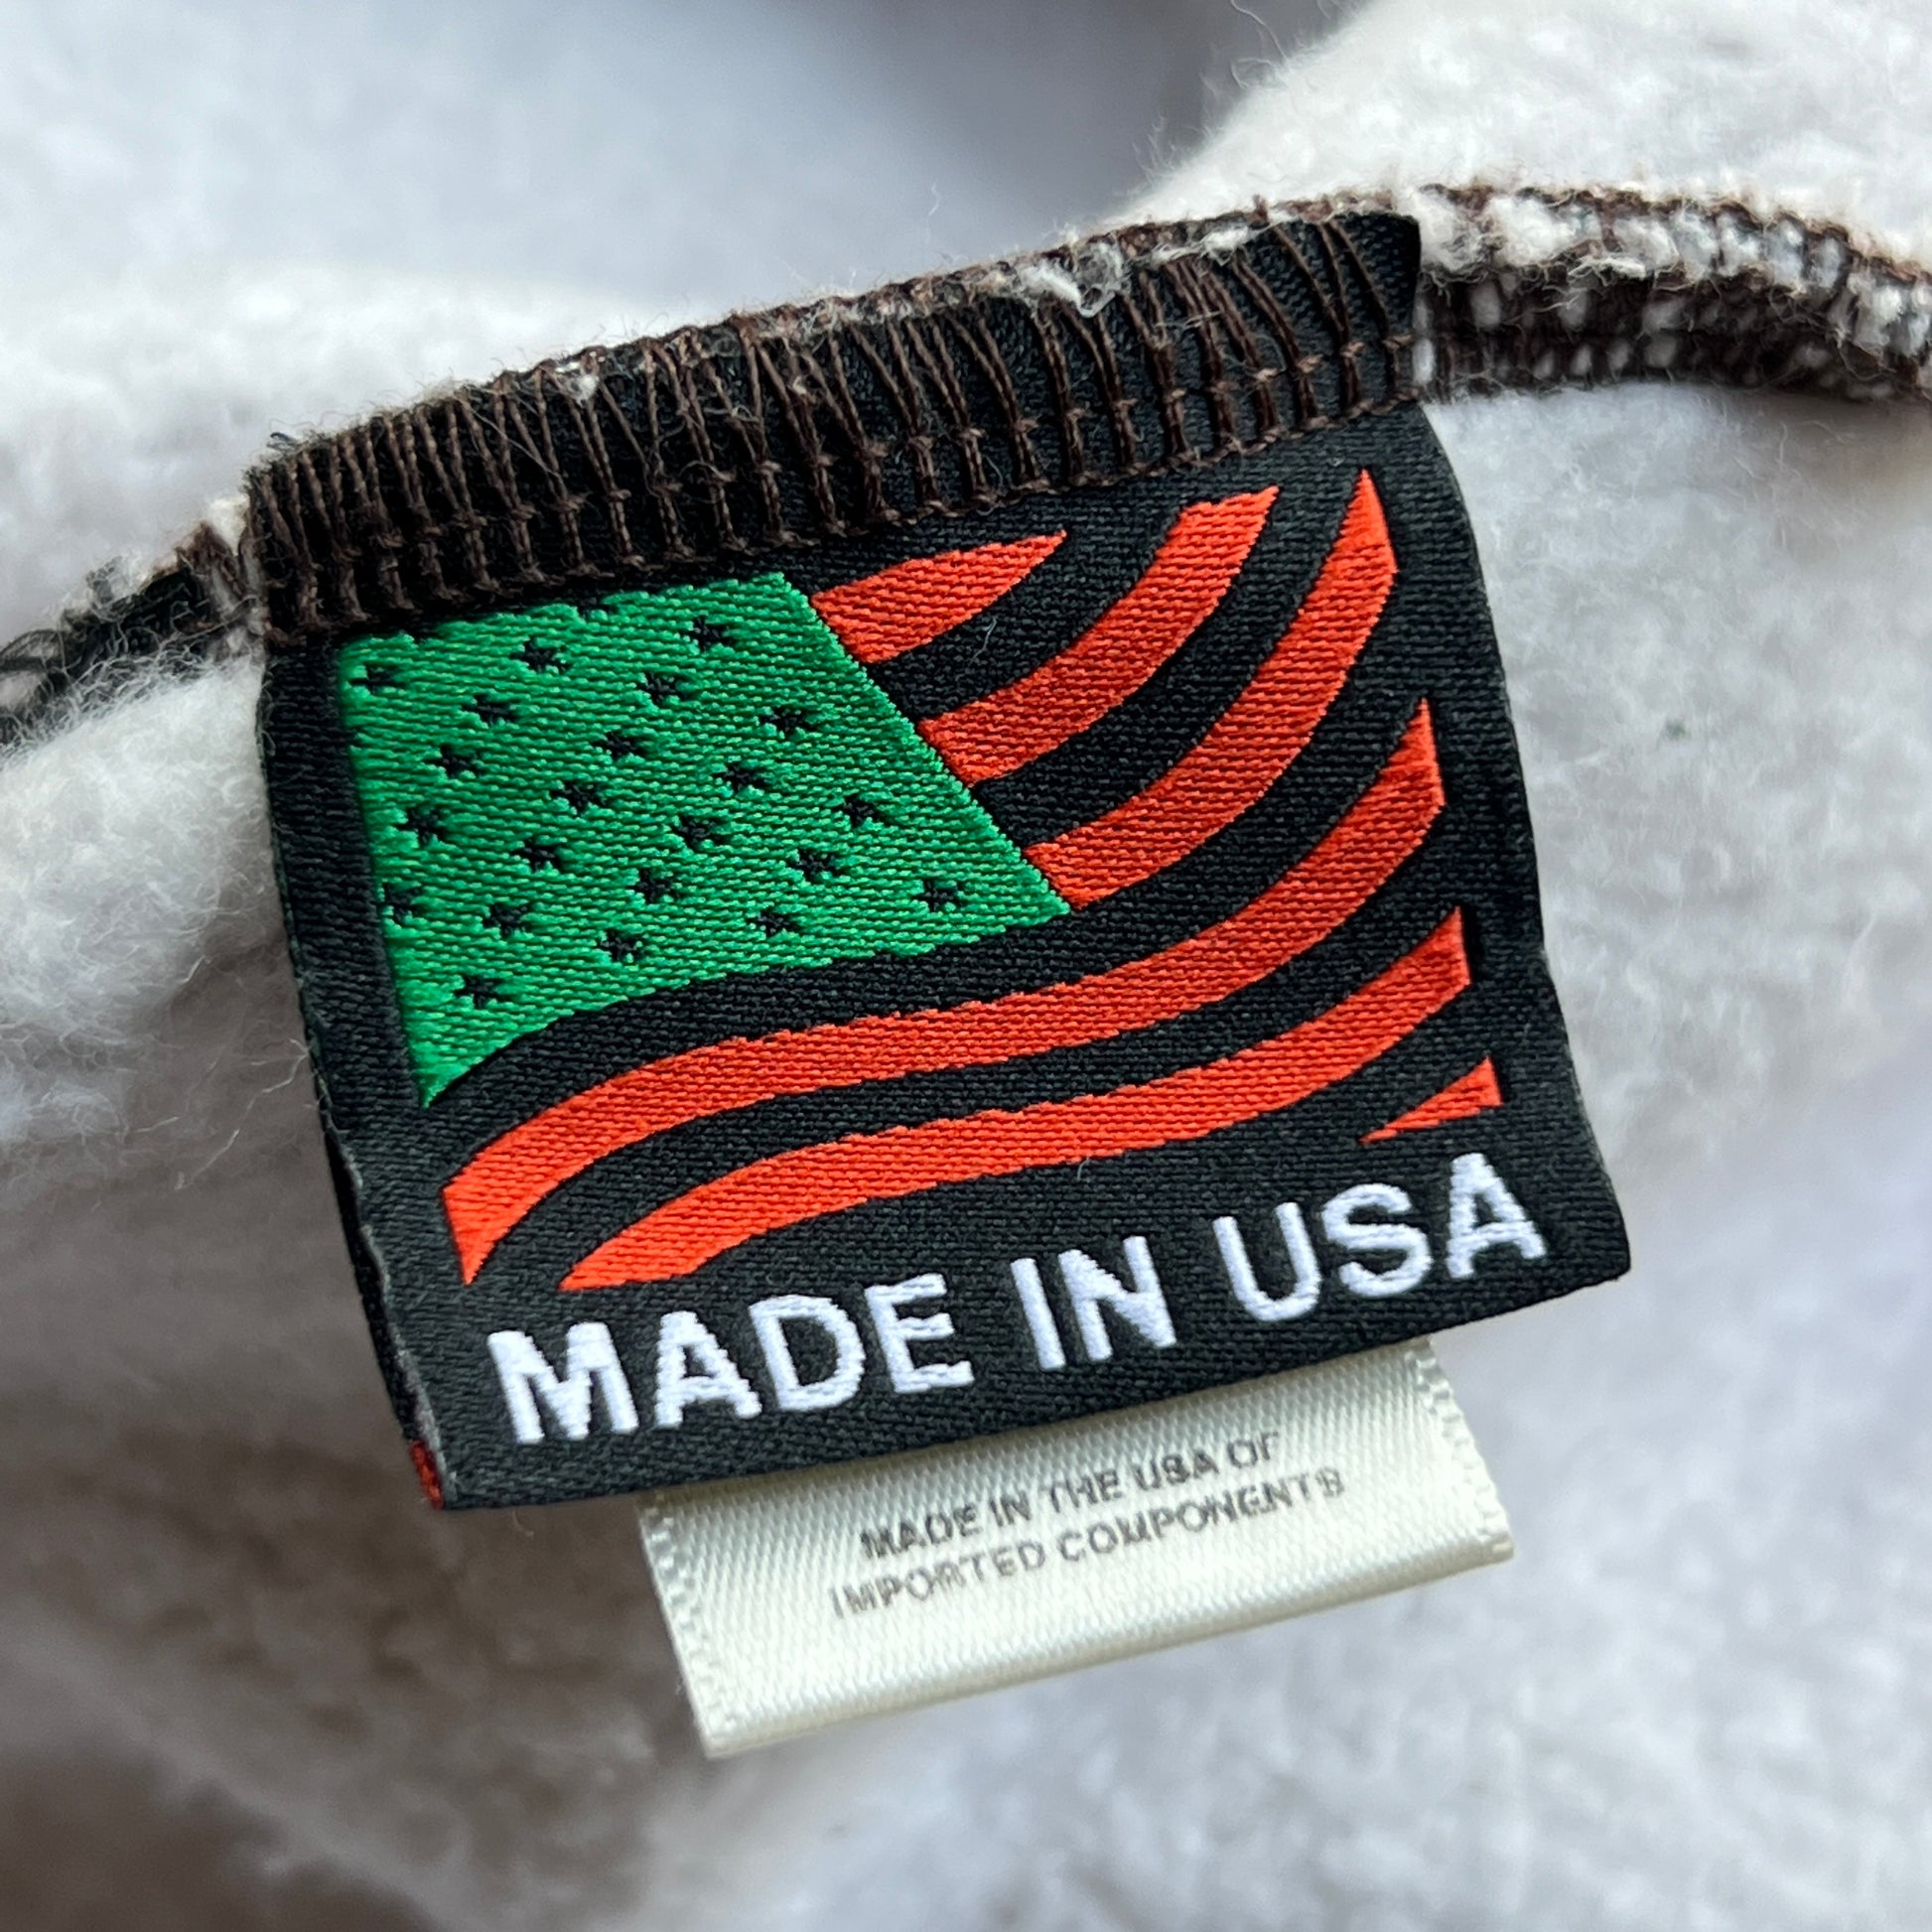 MADE IN USA
MADE IN THE USA OF
IMPORTED COMPONENTS